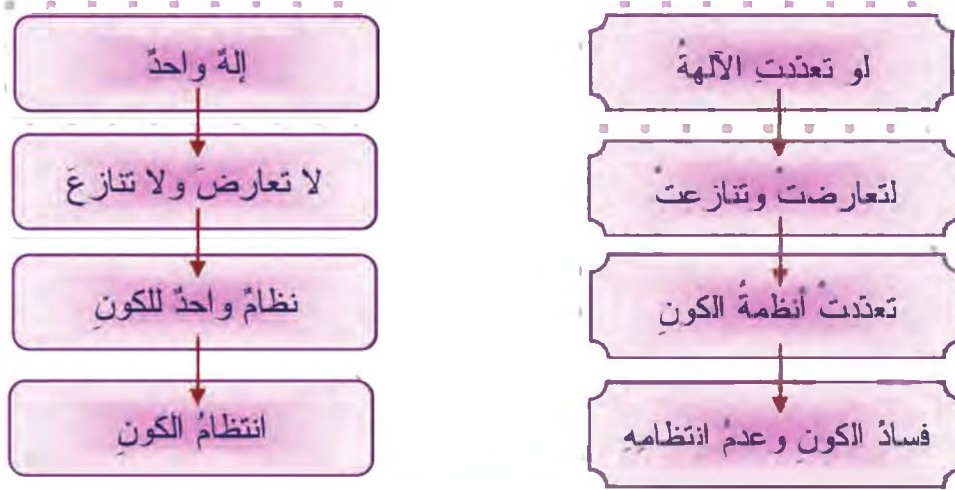 لو تعدّدتِ الآلهةُ
لتعارضتْ وتنازعتْ
تعدّدتْ أنظمةُ الكونِ
فسادُ الكونِ وعدمُ انتظامِهِ
إلهٌ واحدٌ
لا تعارضَ ولا تنازعَ
نظامٌ واحدٌ للكونِ
انتظامُ الكونِ